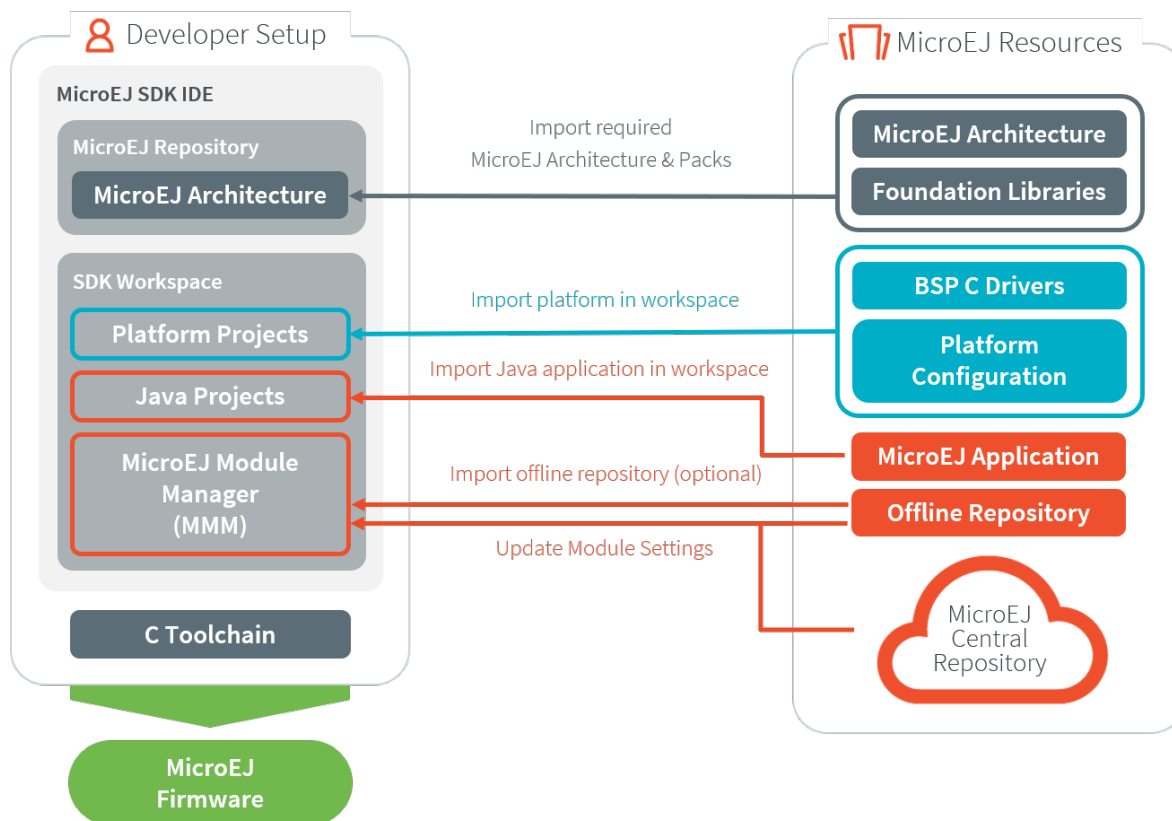 Developer Setup
MicroEJ SDK IDE
MicroEJ Repository
MicroEJ Architecture
SDK Workspace
Platform Projects
Java Projects
MicroEJ Module
Manager
(MMM)
C Toolchain
MicroEJ
Firmware
Import required
MicroEJ Architecture & Packs
Import platform in workspace
Import Java application in workspace
Import offline repository (optional)
Update Module Settings
MicroEJ Resources
MicroEJ Architecture
Foundation Libraries
BSP C Drivers
Platform
Configuration
MicroEJ Application
Offline Repository
MicroEJ
Central
Repository